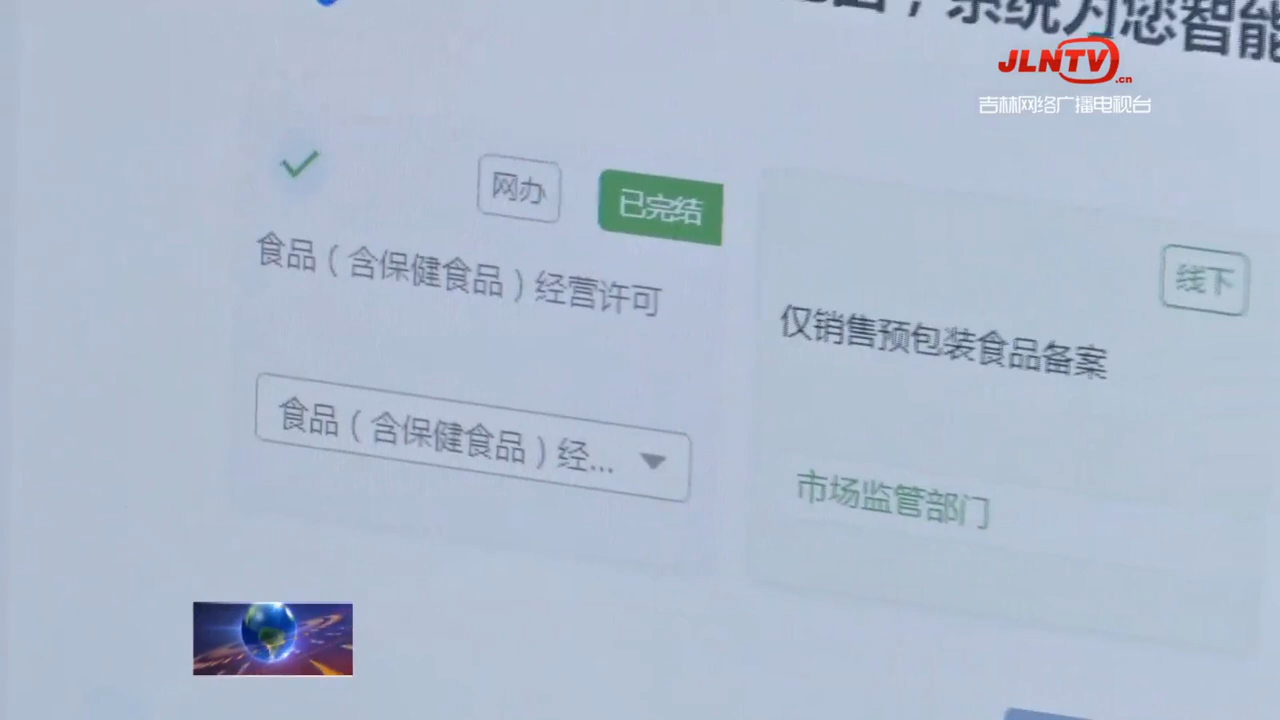 ，系统为您智能
JLNTV.cn
吉林网络广播电视台
网办
已完结
食品（含保健食品）经营许可
线下
仅销售预包装食品备案
食品（含保健食品）经...
市场监管部门